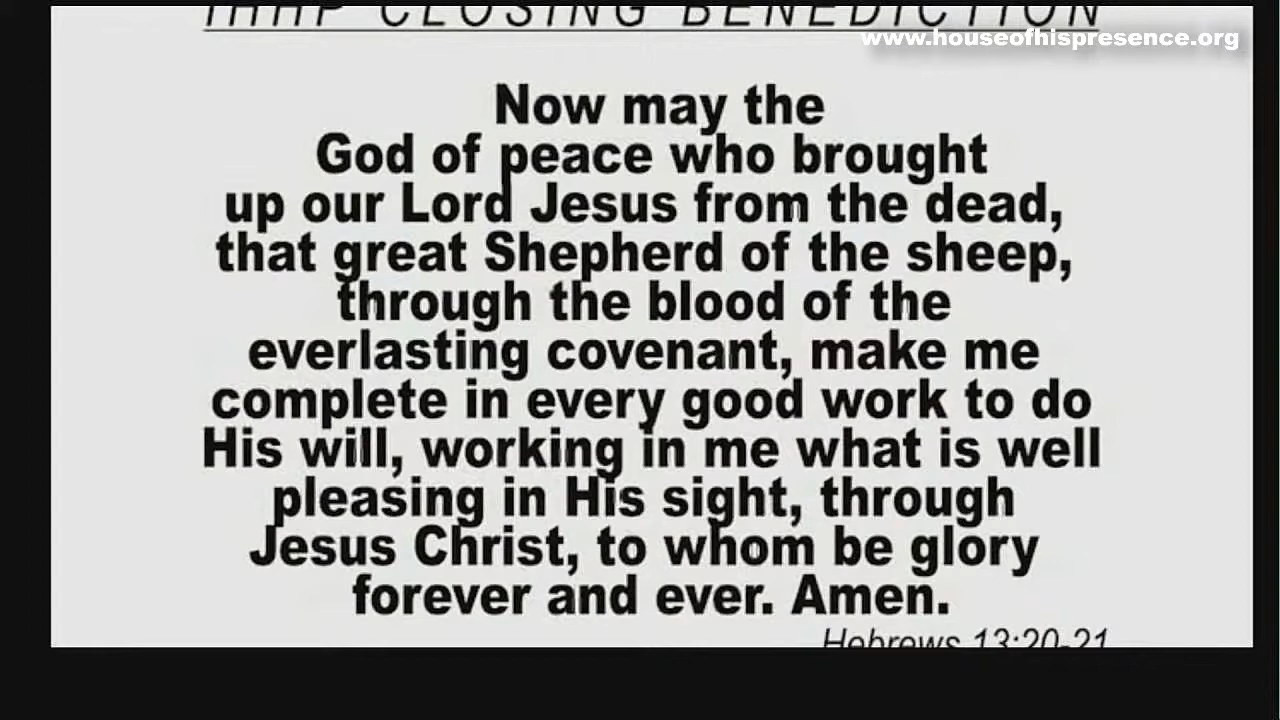 IHHP CLOSING BENEDICTION
www.houseofhispresence.org
Now may the
God of peace who brought
up our Lord Jesus from the dead,
that great Shepherd of the sheep,
through the blood of the
everlasting covenant, make me
complete in every good work to do
His will, working in me what is well
pleasing in His sight, through
Jesus Christ, to whom be glory
forever and ever. Amen.
Hebrews 13:20-21